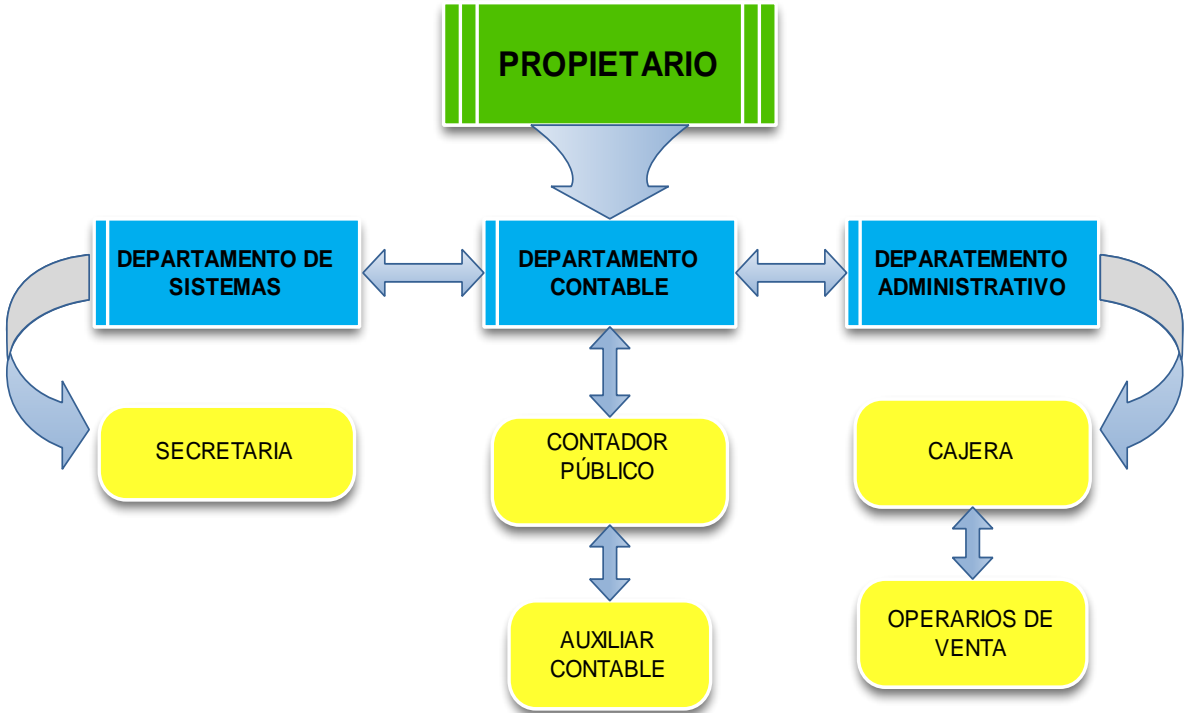 PROPIETARIO
DEPARTAMENTO DE
SISTEMAS
DEPARTAMENTO
CONTABLE
DEPARATEMENTO
ADMINISTRATIVO
SECRETARIA
CONTADOR
PÚBLICO
CAJERA
AUXILIAR
CONTABLE
OPERARIOS DE
VENTA